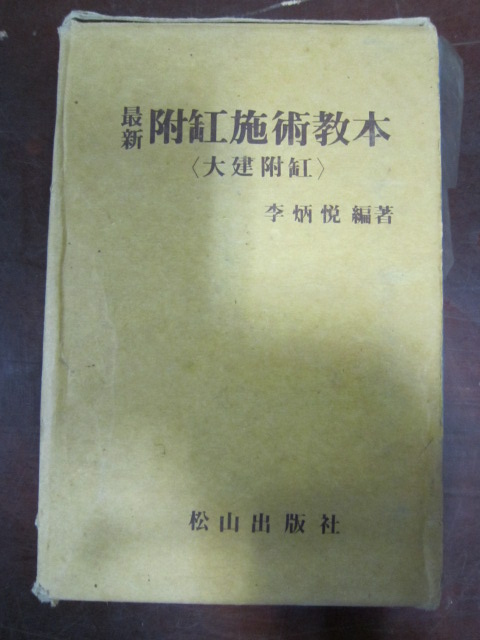 最新 附缸施術教本
〈大建附缸〉
李炳悦 編著
松山出版社